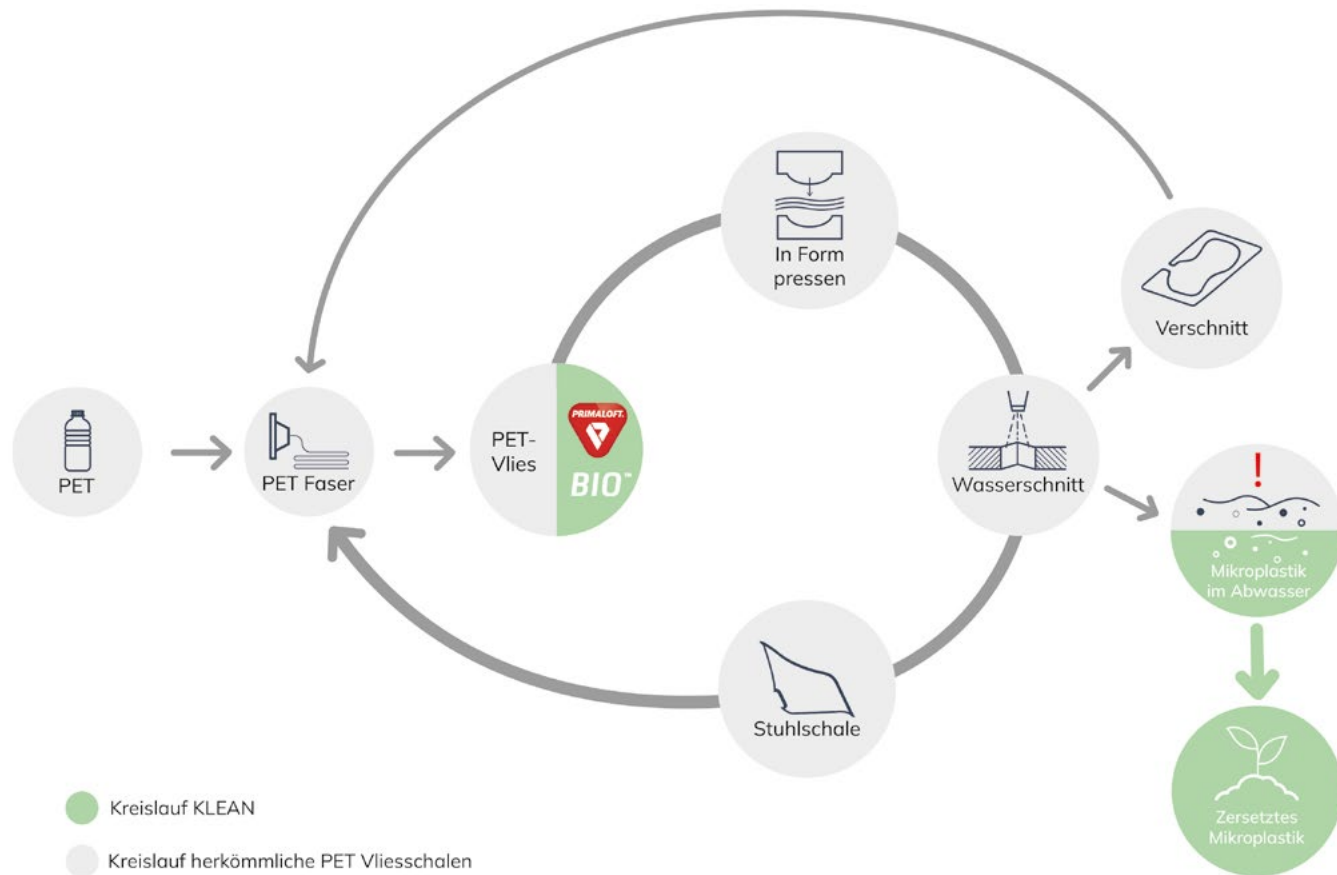 In Form
pressen
Verschnitt
PET
PET Faser
PET-
Vlies
PRIMALOFT.
BIO™
Wasserschnitt
!
Mikroplastik
im Abwasser
Stuhlschale
Zersetztes
Mikroplastik
Kreislauf KLEAN
Kreislauf herkömmliche PET Vliesschalen